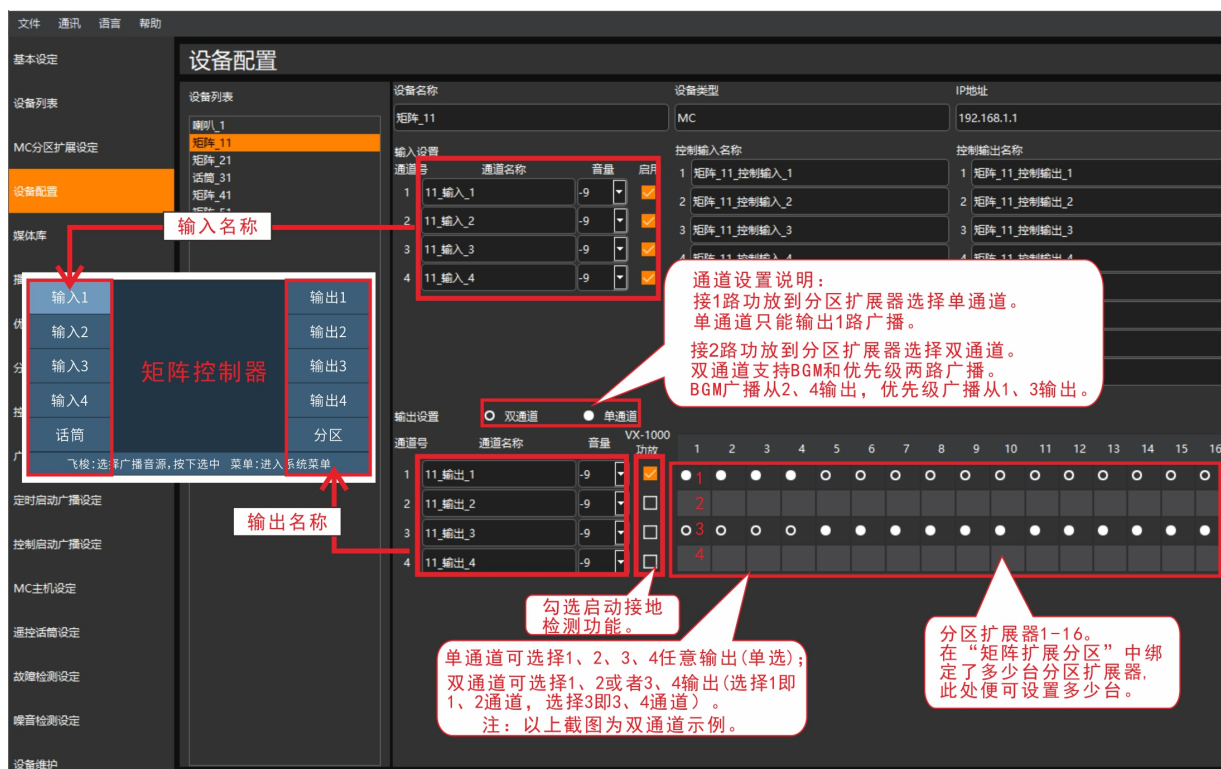 文件 通讯 语言 帮助
基本设定
设备列表
MC分区扩展设定
设备配置
媒体库
定时启动广播设定
控制启动广播设定
MC主机设定
遥控话筒设定
故障检测设定
噪音检测设定
设备维护
设备配置
设备列表
喇叭_1
矩阵_11
矩阵_21
话筒_31
矩阵_41
设备名称 设备类型 IP地址
矩阵_11 MC 192.168.1.1
输入设置 控制输入名称 控制输出名称
通道号 通道名称 音量 启用
1 11_输入_1 -9 1 矩阵_11_控制输入_1 1 矩阵_11_控制输出_1
2 11_输入_2 -9 2 矩阵_11_控制输入_2 2 矩阵_11_控制输出_2
3 11_输入_3 -9 3 矩阵_11_控制输入_3 3 矩阵_11_控制输出_3
4 11_输入_4 -9 4 矩阵_11_控制输入_4 4 矩阵_11_控制输出_4
输入名称
输入1 输出1
输入2 输出2
输入3 矩阵控制器 输出3
输入4 输出4
话筒 分区
飞梭:选择广播音源,按下选中 菜单:进入系统菜单
输出名称
通道设置说明:
接1路功放到分区扩展器选择单通道。
单通道只能输出1路广播。
接2路功放到分区扩展器选择双通道。
双通道支持BGM和优先级两路广播。
BGM广播从2、4输出，优先级广播从1、3输出。
输出设置 双通道 单通道
通道号 通道名称 音量 VX-1000
功放 1 2 3 4 5 6 7 8 9 10 11 12 13 14 15 16
1 11_输出_1 -9 1
2 11_输出_2 -9 2
3 11_输出_3 -9 3
4 11_输出_4 -9 4
勾选启动接地
检测功能。
单通道可选择1、2、3、4任意输出(单选);
双通道可选择1、2或者3、4输出(选择1即
1、2通道，选择3即3、4通道）。
注：以上截图为双通道示例。
分区扩展器1-16。
在“矩阵扩展分区”中绑
定了多少台分区扩展器,
此处便可设置多少台。